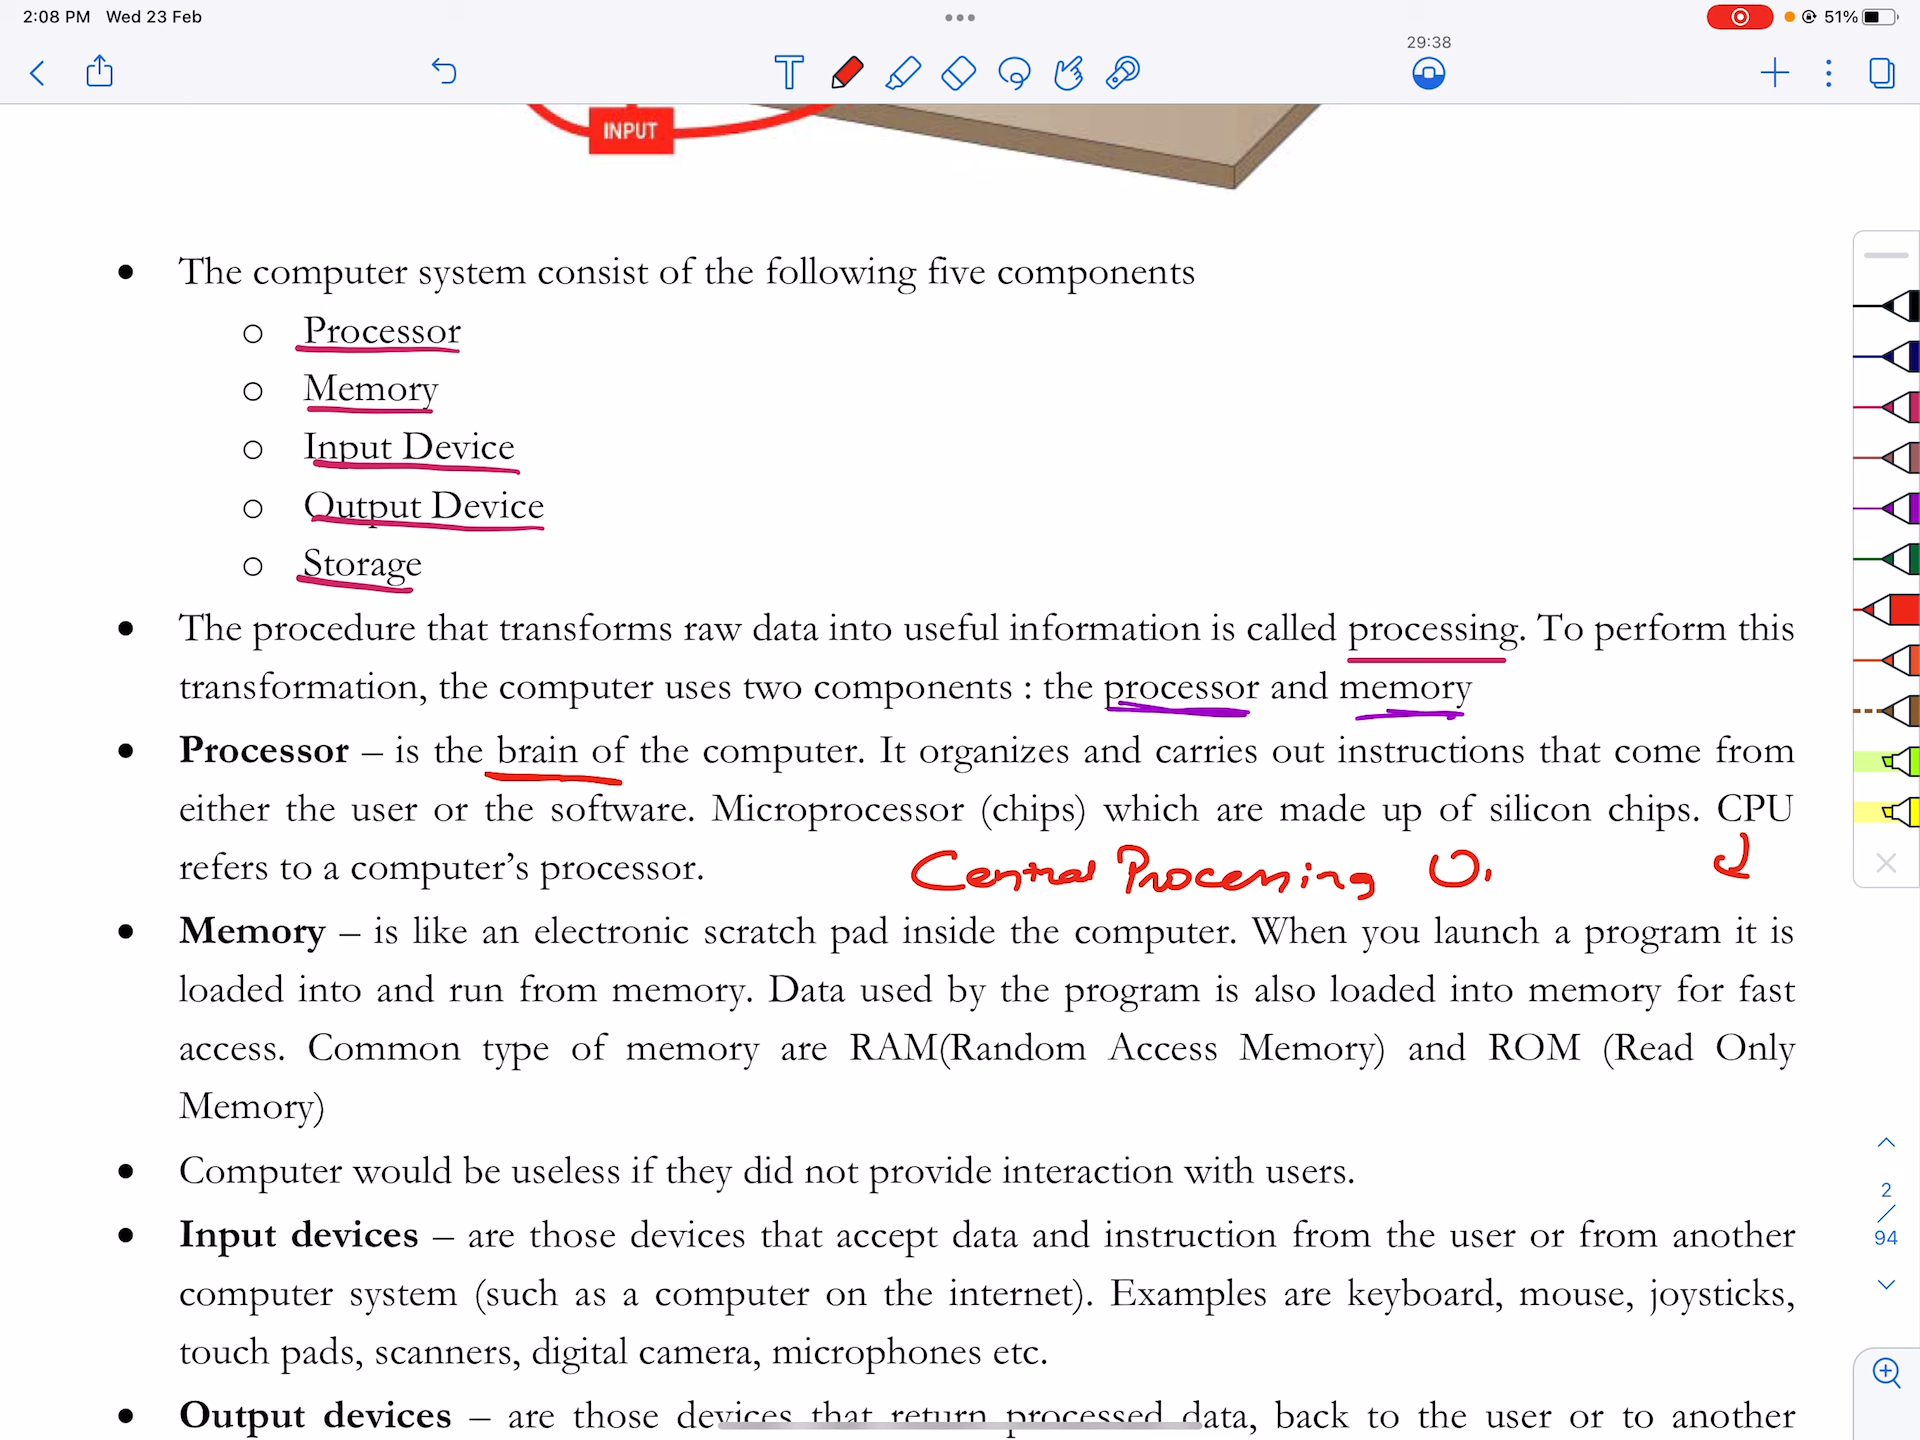 2:08 PM Wed 23 Feb
51%
29:38
T
INPUT
• The computer system consist of the following five components
○ Processor
○ Memory
○ Input Device
○ Output Device
○ Storage
• The procedure that transforms raw data into useful information is called processing. To perform this
transformation, the computer uses two components : the processor and memory
• Processor – is the brain of the computer. It organizes and carries out instructions that come from
either the user or the software. Microprocessor (chips) which are made up of silicon chips. CPU
refers to a computer’s processor.
Central Processing U
• Memory – is like an electronic scratch pad inside the computer. When you launch a program it is
loaded into and run from memory. Data used by the program is also loaded into memory for fast
access. Common type of memory are RAM(Random Access Memory) and ROM (Read Only
Memory)
• Computer would be useless if they did not provide interaction with users.
• Input devices – are those devices that accept data and instruction from the user or from another
computer system (such as a computer on the internet). Examples are keyboard, mouse, joysticks,
touch pads, scanners, digital camera, microphones etc.
• Output devices – are those devices that return processed data, back to the user or to another
2
/
94